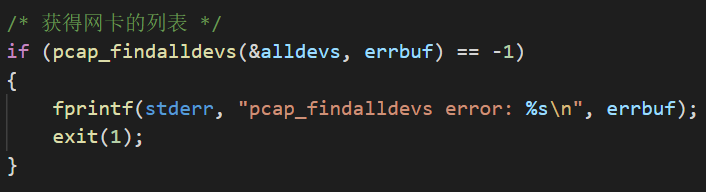 /* 获得网卡的列表 */
if (pcap_findalldevs(&alldevs, errbuf) == -1)
{
    fprintf(stderr, "pcap_findalldevs error: %s\n", errbuf);
    exit(1);
}